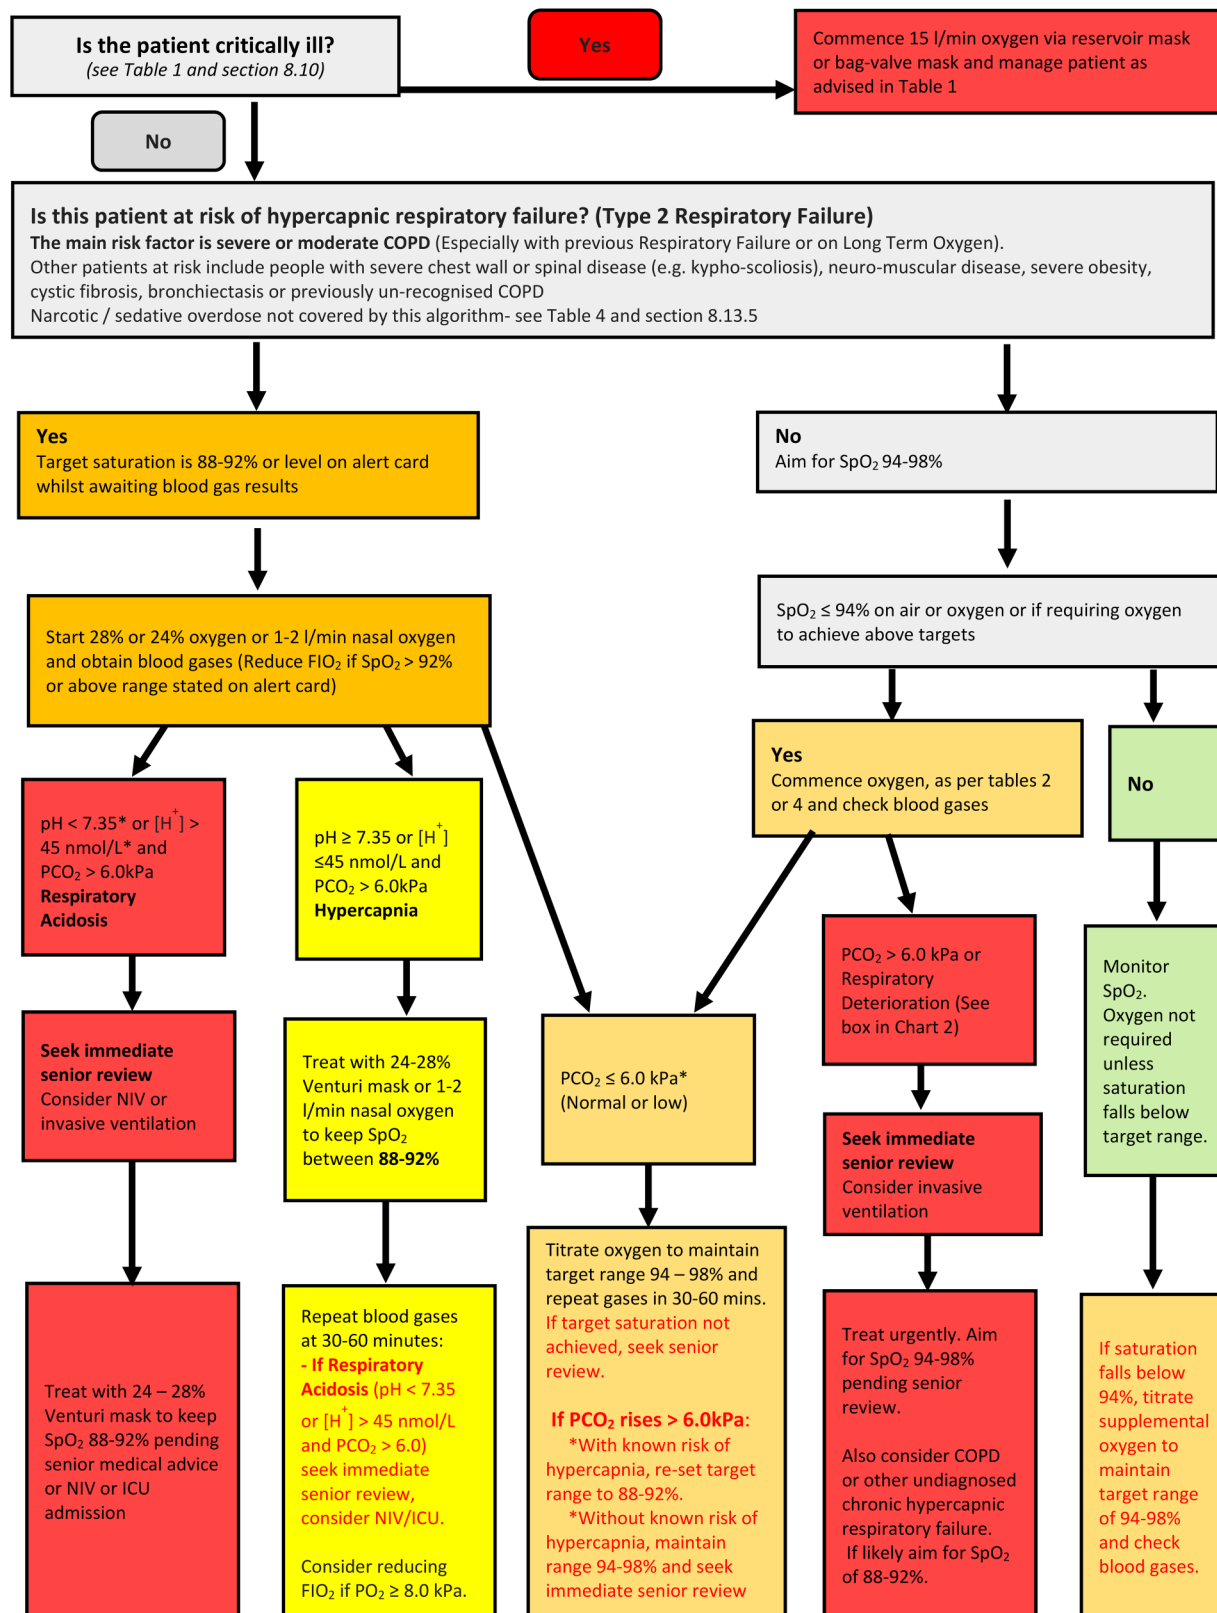 Is the patient critically ill?
(see Table 1 and section 8.10)
Yes
Commence 15 l/min oxygen via reservoir mask
or bag-valve mask and manage patient as
advised in Table 1
No
Is this patient at risk of hypercapnic respiratory failure? (Type 2 Respiratory Failure)
The main risk factor is severe or moderate COPD (Especially with previous Respiratory Failure or on Long Term Oxygen).
Other patients at risk include people with severe chest wall or spinal disease (e.g. kypho-scoliosis), neuro-muscular disease, severe obesity,
cystic fibrosis, bronchiectasis or previously un-recognised COPD
Narcotic / sedative overdose not covered by this algorithm- see Table 4 and section 8.13.5
Yes
Target saturation is 88-92% or level on alert card
whilst awaiting blood gas results
No
Aim for SpO₂ 94-98%
Start 28% or 24% oxygen or 1-2 l/min nasal oxygen
and obtain blood gases (Reduce FIO₂ if SpO₂ > 92%
or above range stated on alert card)
SpO₂ ≤ 94% on air or oxygen or if requiring oxygen
to achieve above targets
Yes
Commence oxygen, as per tables 2
or 4 and check blood gases
No
pH < 7.35* or [H⁺] >
45 nmol/L* and
PCO₂ > 6.0kPa
Respiratory
Acidosis
pH ≥ 7.35 or [H⁺]
≤45 nmol/L and
PCO₂ > 6.0kPa
Hypercapnia
PCO₂ > 6.0 kPa or
Respiratory
Deterioration (See
box in Chart 2)
Monitor
SpO₂.
Oxygen not
required
unless
saturation
falls below
target range.
Seek immediate
senior review
Consider NIV or
invasive ventilation
Treat with 24-28%
Venturi mask or 1-2
l/min nasal oxygen
to keep SpO₂
between 88-92%
PCO₂ ≤ 6.0 kPa*
(Normal or low)
Seek immediate
senior review
Consider invasive
ventilation
Treat with 24 – 28%
Venturi mask to keep
SpO₂ 88-92% pending
senior medical advice
or NIV or ICU
admission
Repeat blood gases
at 30-60 minutes:
- If Respiratory
Acidosis (pH < 7.35
or [H⁺] > 45 nmol/L
and PCO₂ > 6.0)
seek immediate
senior review,
consider NIV/ICU.
Consider reducing
FIO₂ if PO₂ ≥ 8.0 kPa.
Titrate oxygen to maintain
target range 94 – 98% and
repeat gases in 30-60 mins.
If target saturation not
achieved, seek senior
review.
If PCO₂ rises > 6.0kPa:
*With known risk of
hypercapnia, re-set target
range to 88-92%.
*Without known risk of
hypercapnia, maintain
range 94-98% and seek
immediate senior review
Treat urgently. Aim
for SpO₂ 94-98%
pending senior
review.
Also consider COPD
or other undiagnosed
chronic hypercapnic
respiratory failure.
If likely aim for SpO₂
of 88-92%.
If saturation
falls below
94%, titrate
supplemental
oxygen to
maintain
target range
of 94-98%
and check
blood gases.